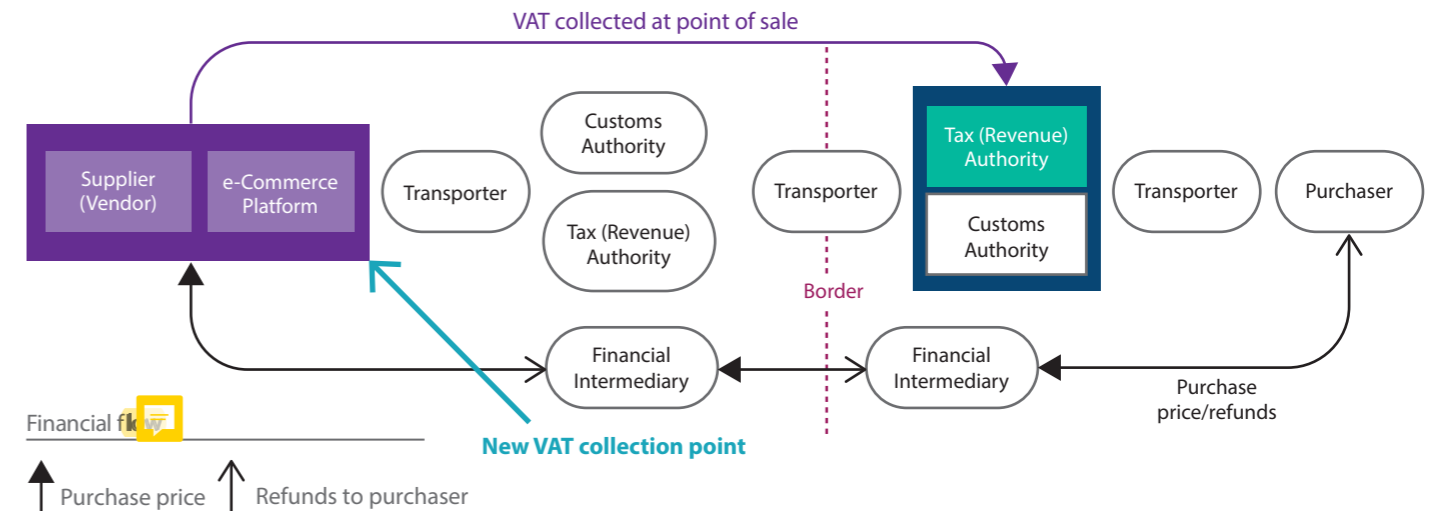 VAT collected at point of sale
Supplier
(Vendor)
e-Commerce
Platform
Transporter
Customs
Authority
Tax (Revenue)
Authority
Transporter
Border
Tax (Revenue)
Authority
Customs
Authority
Transporter
Purchaser
Financial
Intermediary
Financial
Intermediary
Purchase
price/refunds
New VAT collection point
Financial
Purchase price
Refunds to purchaser